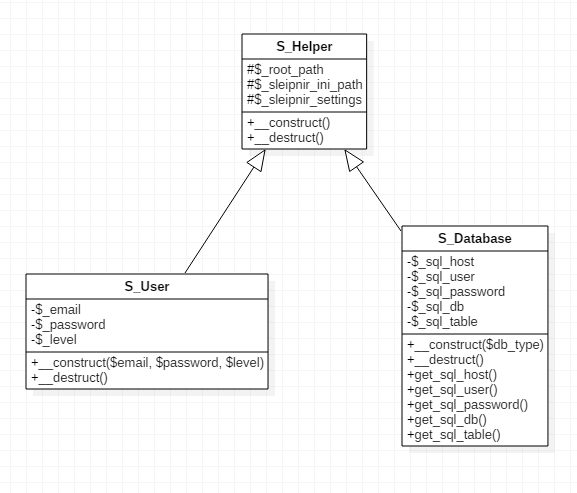 S_Helper
#$_root_path
#$_sleipnir_ini_path
#$_sleipnir_settings
+__construct()
+__destruct()
S_User
-$_email
-$_password
-$_level
+__construct($email, $password, $level)
+__destruct()
S_Database
-$_sql_host
-$_sql_user
-$_sql_password
-$_sql_db
-$_sql_table
+__construct($db_type)
+__destruct()
+get_sql_host()
+get_sql_user()
+get_sql_password()
+get_sql_db()
+get_sql_table()